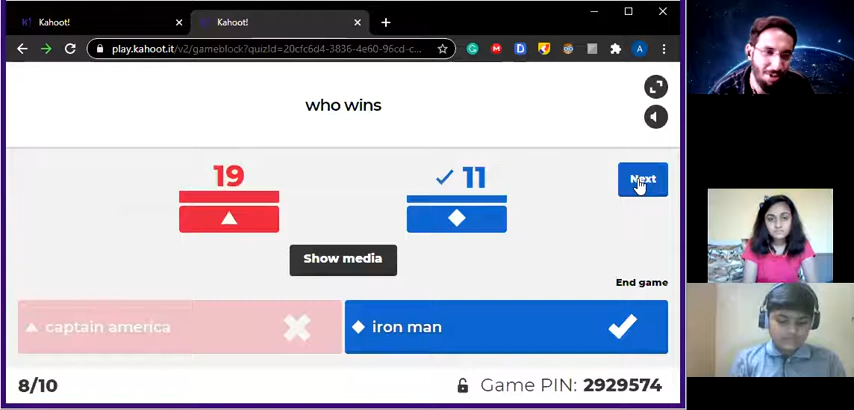 Kahoot!
Kahoot!
play.kahoot.it/v2/gameblock?quizId=20cfc6d4-3836-4e60-96cd-c...
A
who wins
19
11
Next
Show media
End game
captain america
iron man
8/10
Game PIN: 2929574